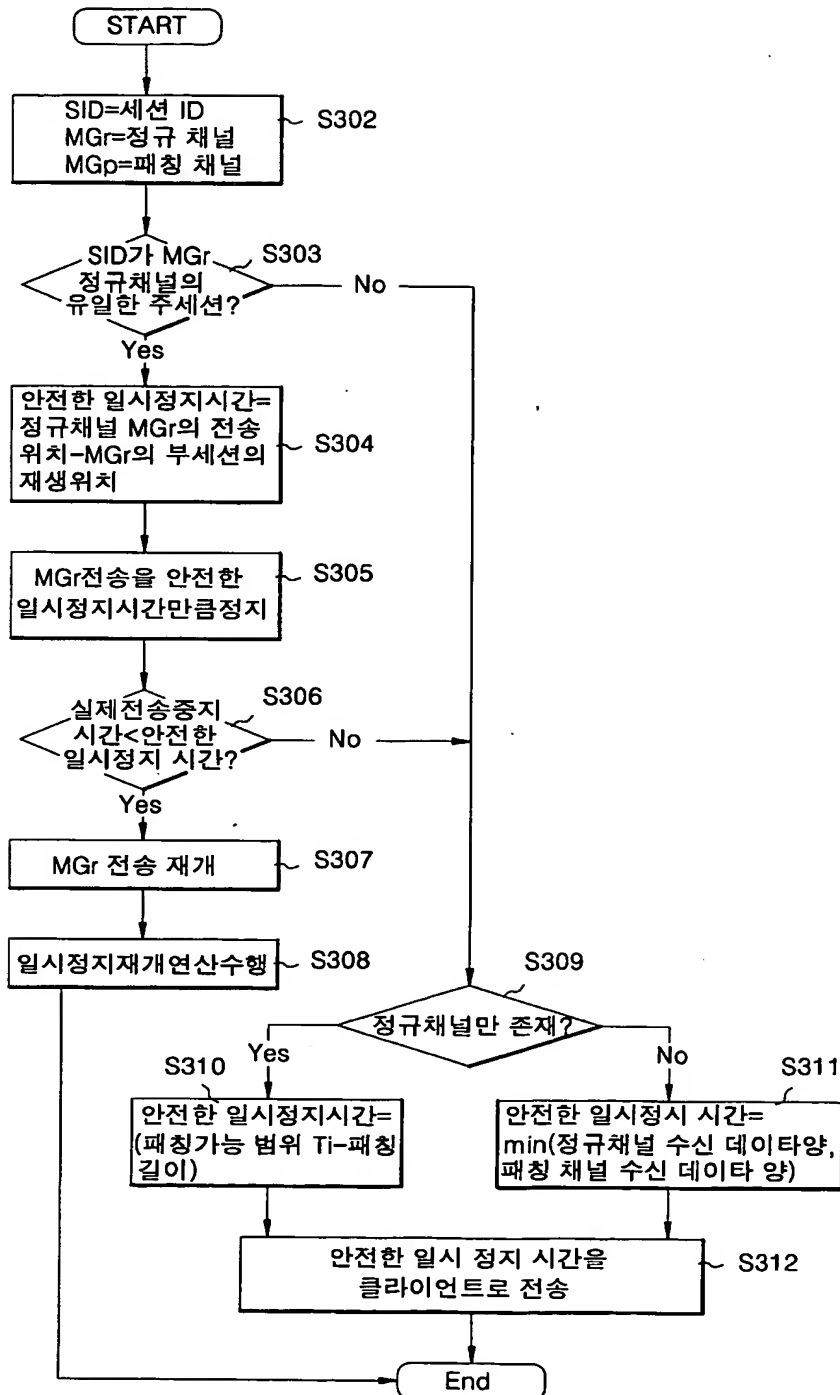 START
SID=세션 ID
MGr=정규 채널
MGp=패칭 채널
S302
SID가 MGr
정규채널의
유일한 주세션?
S303
No
Yes
안전한 일시정지시간=
정규채널 MGr의 전송
위치-MGr의 부세션의
재생위치
S304
MGr전송을 안전한
일시정지시간만큼정지
S305
실제전송중지
시간<안전한
일시정지 시간?
S306
No
Yes
MGr 전송 재개
S307
일시정지재개연산수행
S308
정규채널만 존재?
S309
Yes
No
S310
안전한 일시정지시간=
(패칭가능 범위 Ti-패칭
길이)
S311
안전한 일시정시 시간=
min(정규채널 수신 데이타양,
패칭 채널 수신 데이타 양)
안전한 일시 정지 시간을
클라이언트로 전송
S312
End